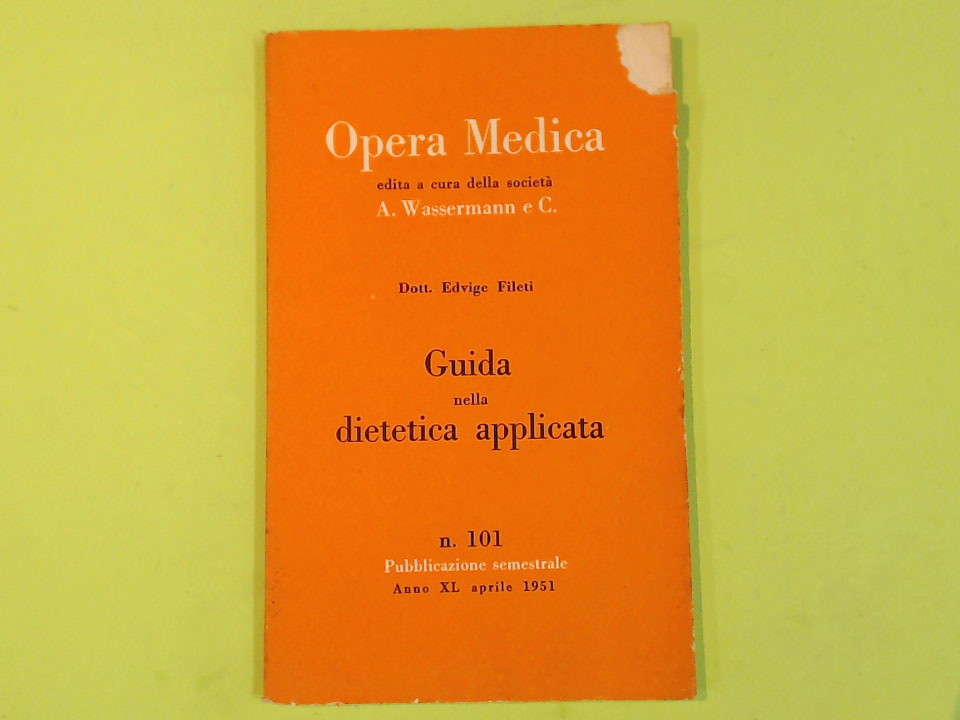 Opera Medica
edita a cura della società
A. Wassermann e C.
Dott. Edvige Fileti
Guida
nella
dietetica applicata
n. 101
Pubblicazione semestrale
Anno XL aprile 1951